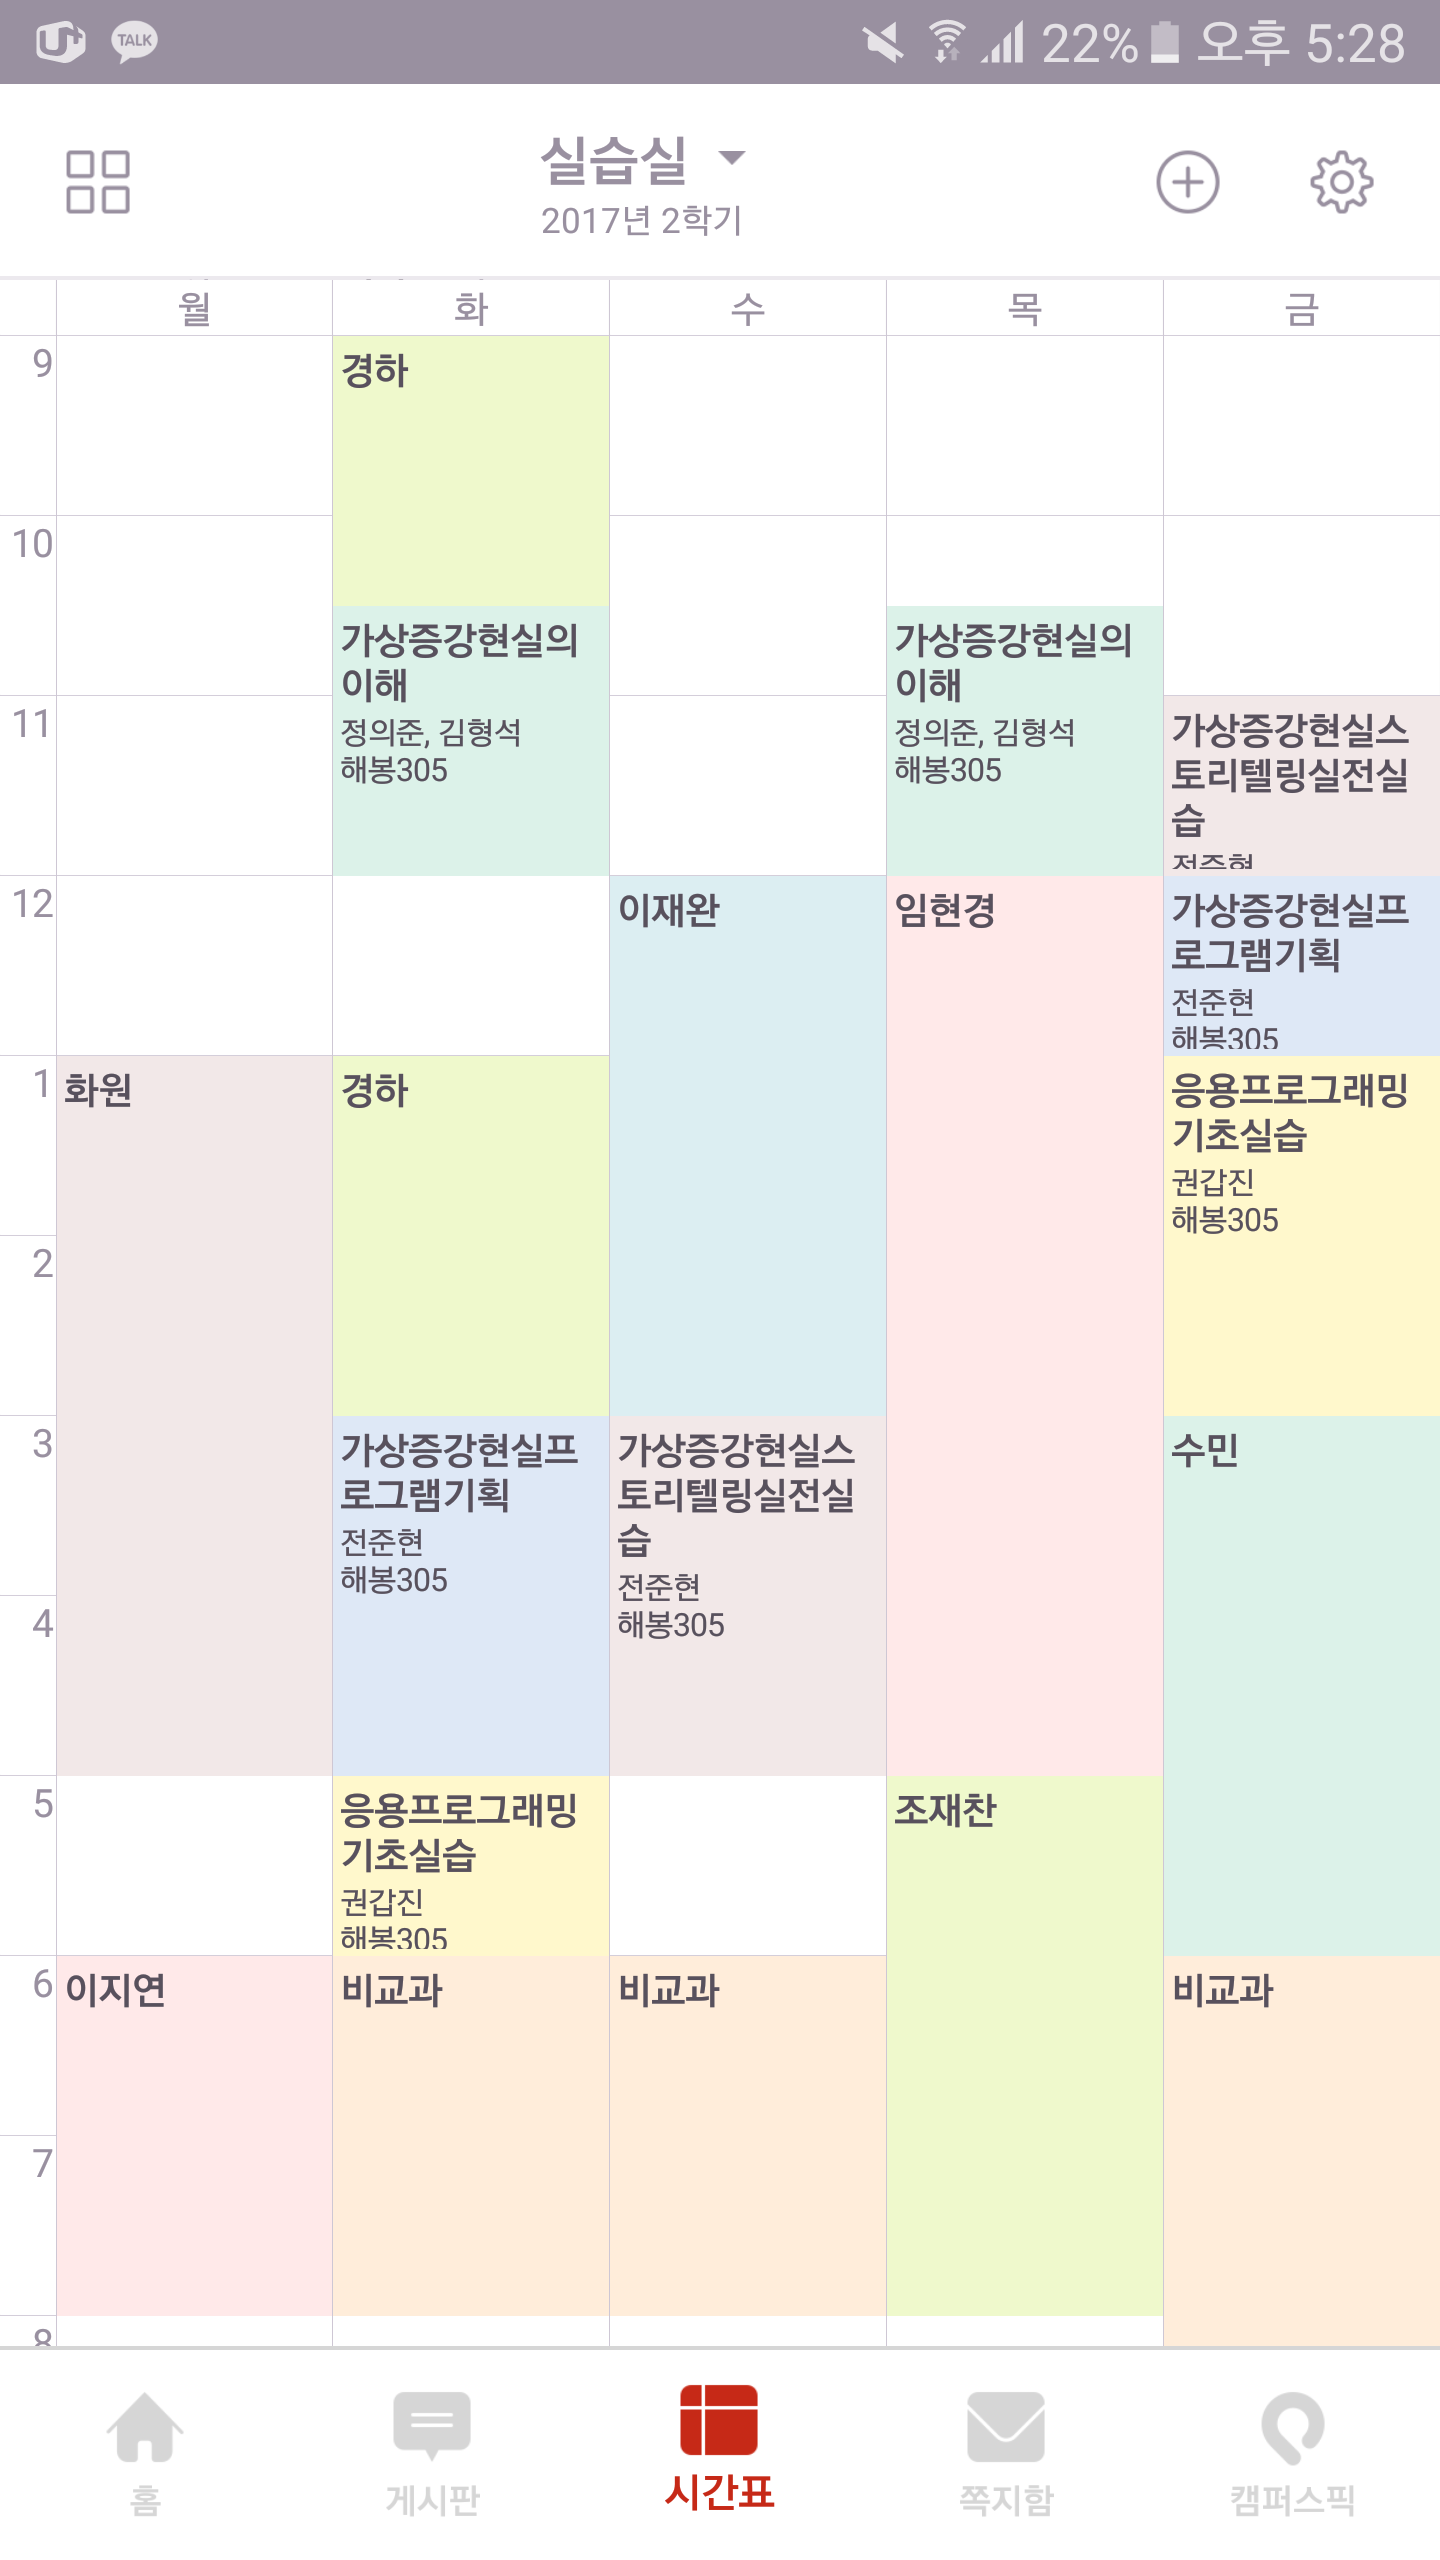 U+
TALK
22%
오후 5:28
실습실
2017년 2학기
월
화
수
목
금
9
경하
10
가상증강현실의
이해
정의준, 김형석
해봉305
가상증강현실의
이해
정의준, 김형석
해봉305
11
가상증강현실스
토리텔링실전실
습
전준현
12
이재완
임현경
가상증강현실프
로그램기획
전준현
해봉305
1
화원
경하
응용프로그래밍
기초실습
권갑진
해봉305
2
3
가상증강현실프
로그램기획
전준현
해봉305
가상증강현실스
토리텔링실전실
습
전준현
해봉305
수민
4
5
응용프로그래밍
기초실습
권갑진
해봉305
조재찬
6
이지연
비교과
비교과
비교과
7
8
홈
게시판
시간표
쪽지함
캠퍼스픽